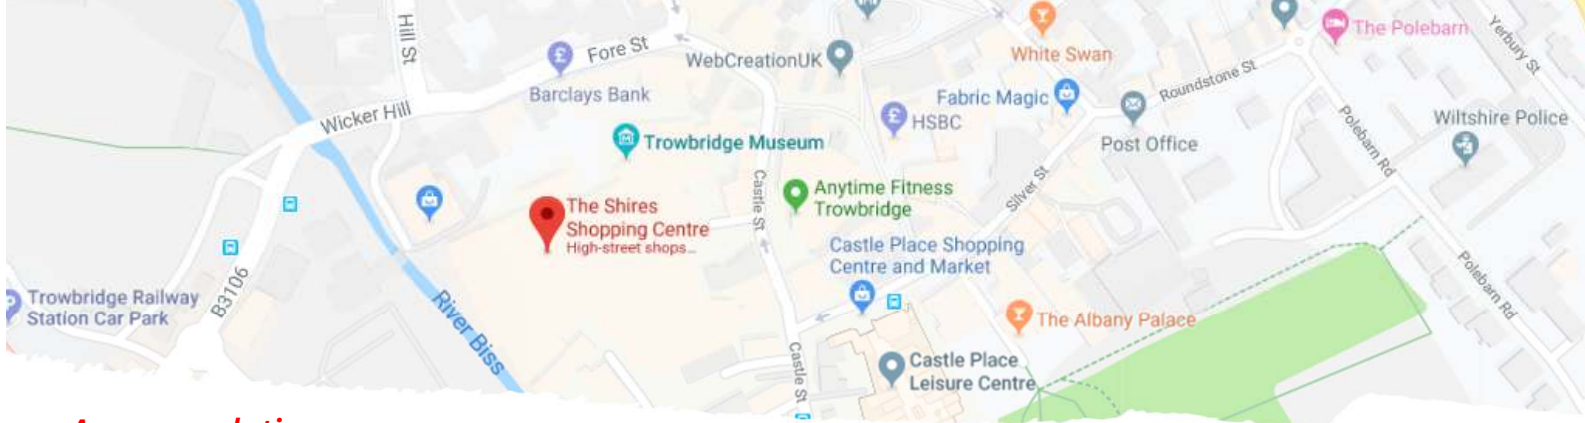 Hill St
Fore St
WebCreationUK
White Swan
The Polebarn
Yerbury St
Barclays Bank
Wicker Hill
Fabric Magic
Roundstone St
HSBC
Post Office
Polebarn Rd
Wiltshire Police
Trowbridge Museum
Castle St
Anytime Fitness
Trowbridge
Silver St
The Shires
Shopping Centre
High-street shops...
Castle Place Shopping
Centre and Market
Polebarn Rd
Trowbridge Railway
Station Car Park
B3106
River Biss
The Albany Palace
Castle St
Castle Place
Leisure Centre